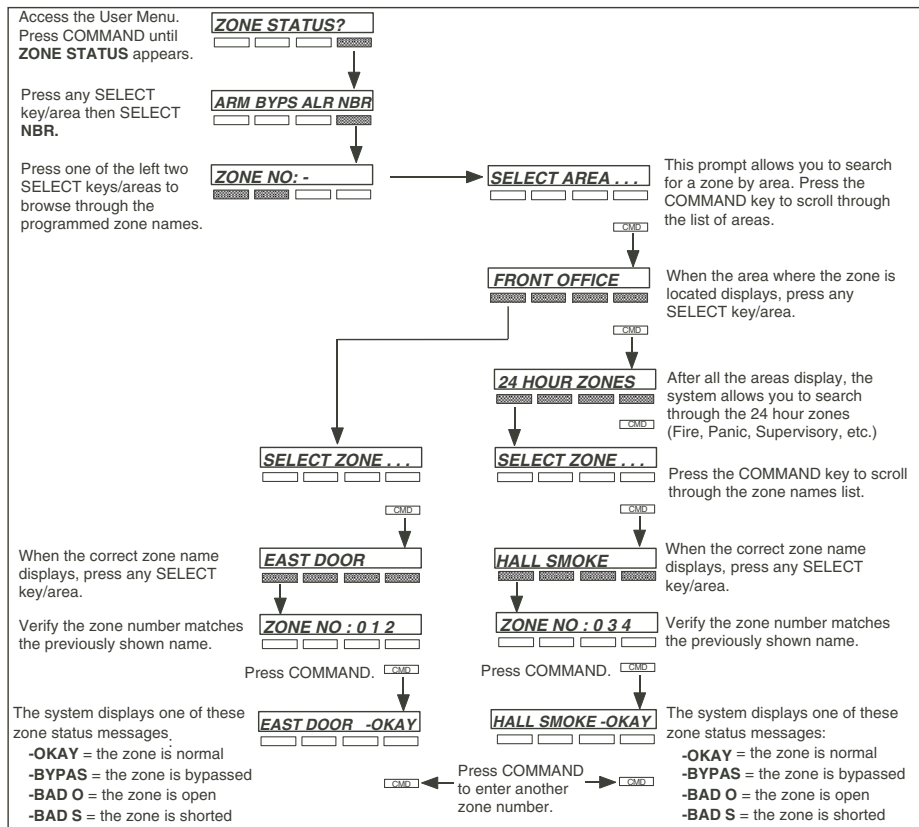 Access the User Menu.
Press COMMAND until
ZONE STATUS appears.
ZONE STATUS?
Press any SELECT
key/area then SELECT
NBR.
ARM BYPS ALR NBR
Press one of the left two
SELECT keys/areas to
browse through the
programmed zone names.
ZONE NO: -
SELECT AREA . . .
This prompt allows you to search
for a zone by area. Press the
COMMAND key to scroll through
the list of areas.
CMD
FRONT OFFICE
When the area where the zone is
located displays, press any
SELECT key/area.
CMD
24 HOUR ZONES
After all the areas display, the
system allows you to search
through the 24 hour zones
(Fire, Panic, Supervisory, etc.)
CMD
SELECT ZONE . . .
SELECT ZONE . . .
Press the COMMAND key to scroll
through the zone names list.
CMD
CMD
When the correct zone name
displays, press any SELECT
key/area.
EAST DOOR
HALL SMOKE
When the correct zone name
displays, press any SELECT
key/area.
Verify the zone number matches
the previously shown name.
ZONE NO : 0 1 2
ZONE NO : 0 3 4
Verify the zone number matches
the previously shown name.
Press COMMAND.
CMD
Press COMMAND.
CMD
The system displays one of these
zone status messages:
-OKAY = the zone is normal
-BYPAS = the zone is bypassed
-BAD O = the zone is open
-BAD S = the zone is shorted
EAST DOOR -OKAY
HALL SMOKE -OKAY
The system displays one of these
zone status messages:
-OKAY = the zone is normal
-BYPAS = the zone is bypassed
-BAD O = the zone is open
-BAD S = the zone is shorted
CMD
Press COMMAND
to enter another
zone number.
CMD